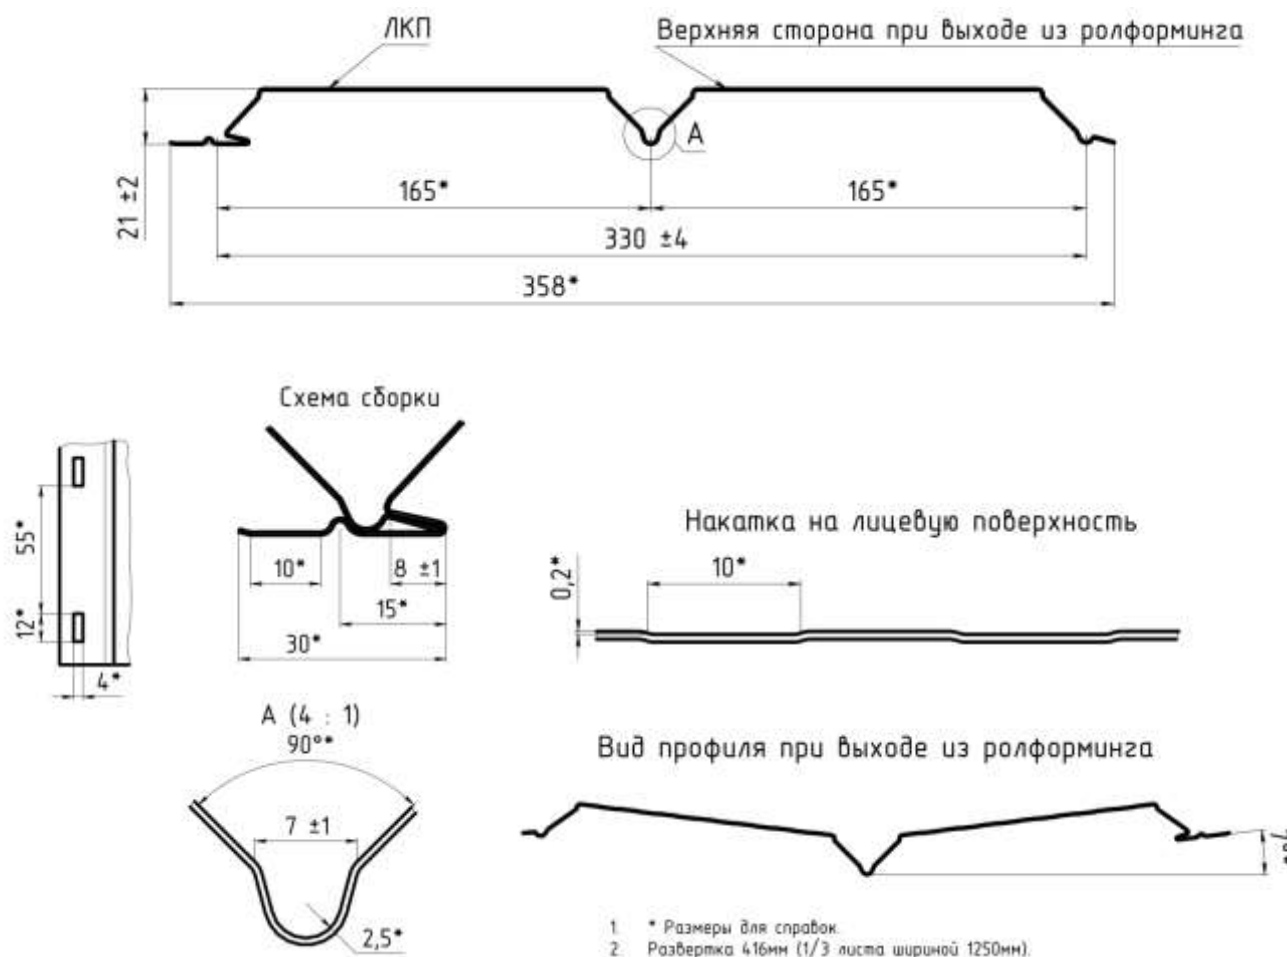 ЛКП
Верхняя сторона при выходе из ролформинга
А
21 ±2
165*
165*
330 ±4
358*
Схема сборки
55*
12*
4*
10*
8 ±1
15*
30*
Накатка на лицевую поверхность
0,2*
10*
А (4 : 1)
90°*
7 ±1
2,5*
Вид профиля при выходе из ролформинга
1 * Размеры для справок.
2 Развертка 416мм (1/3 листа шириной 1250мм).